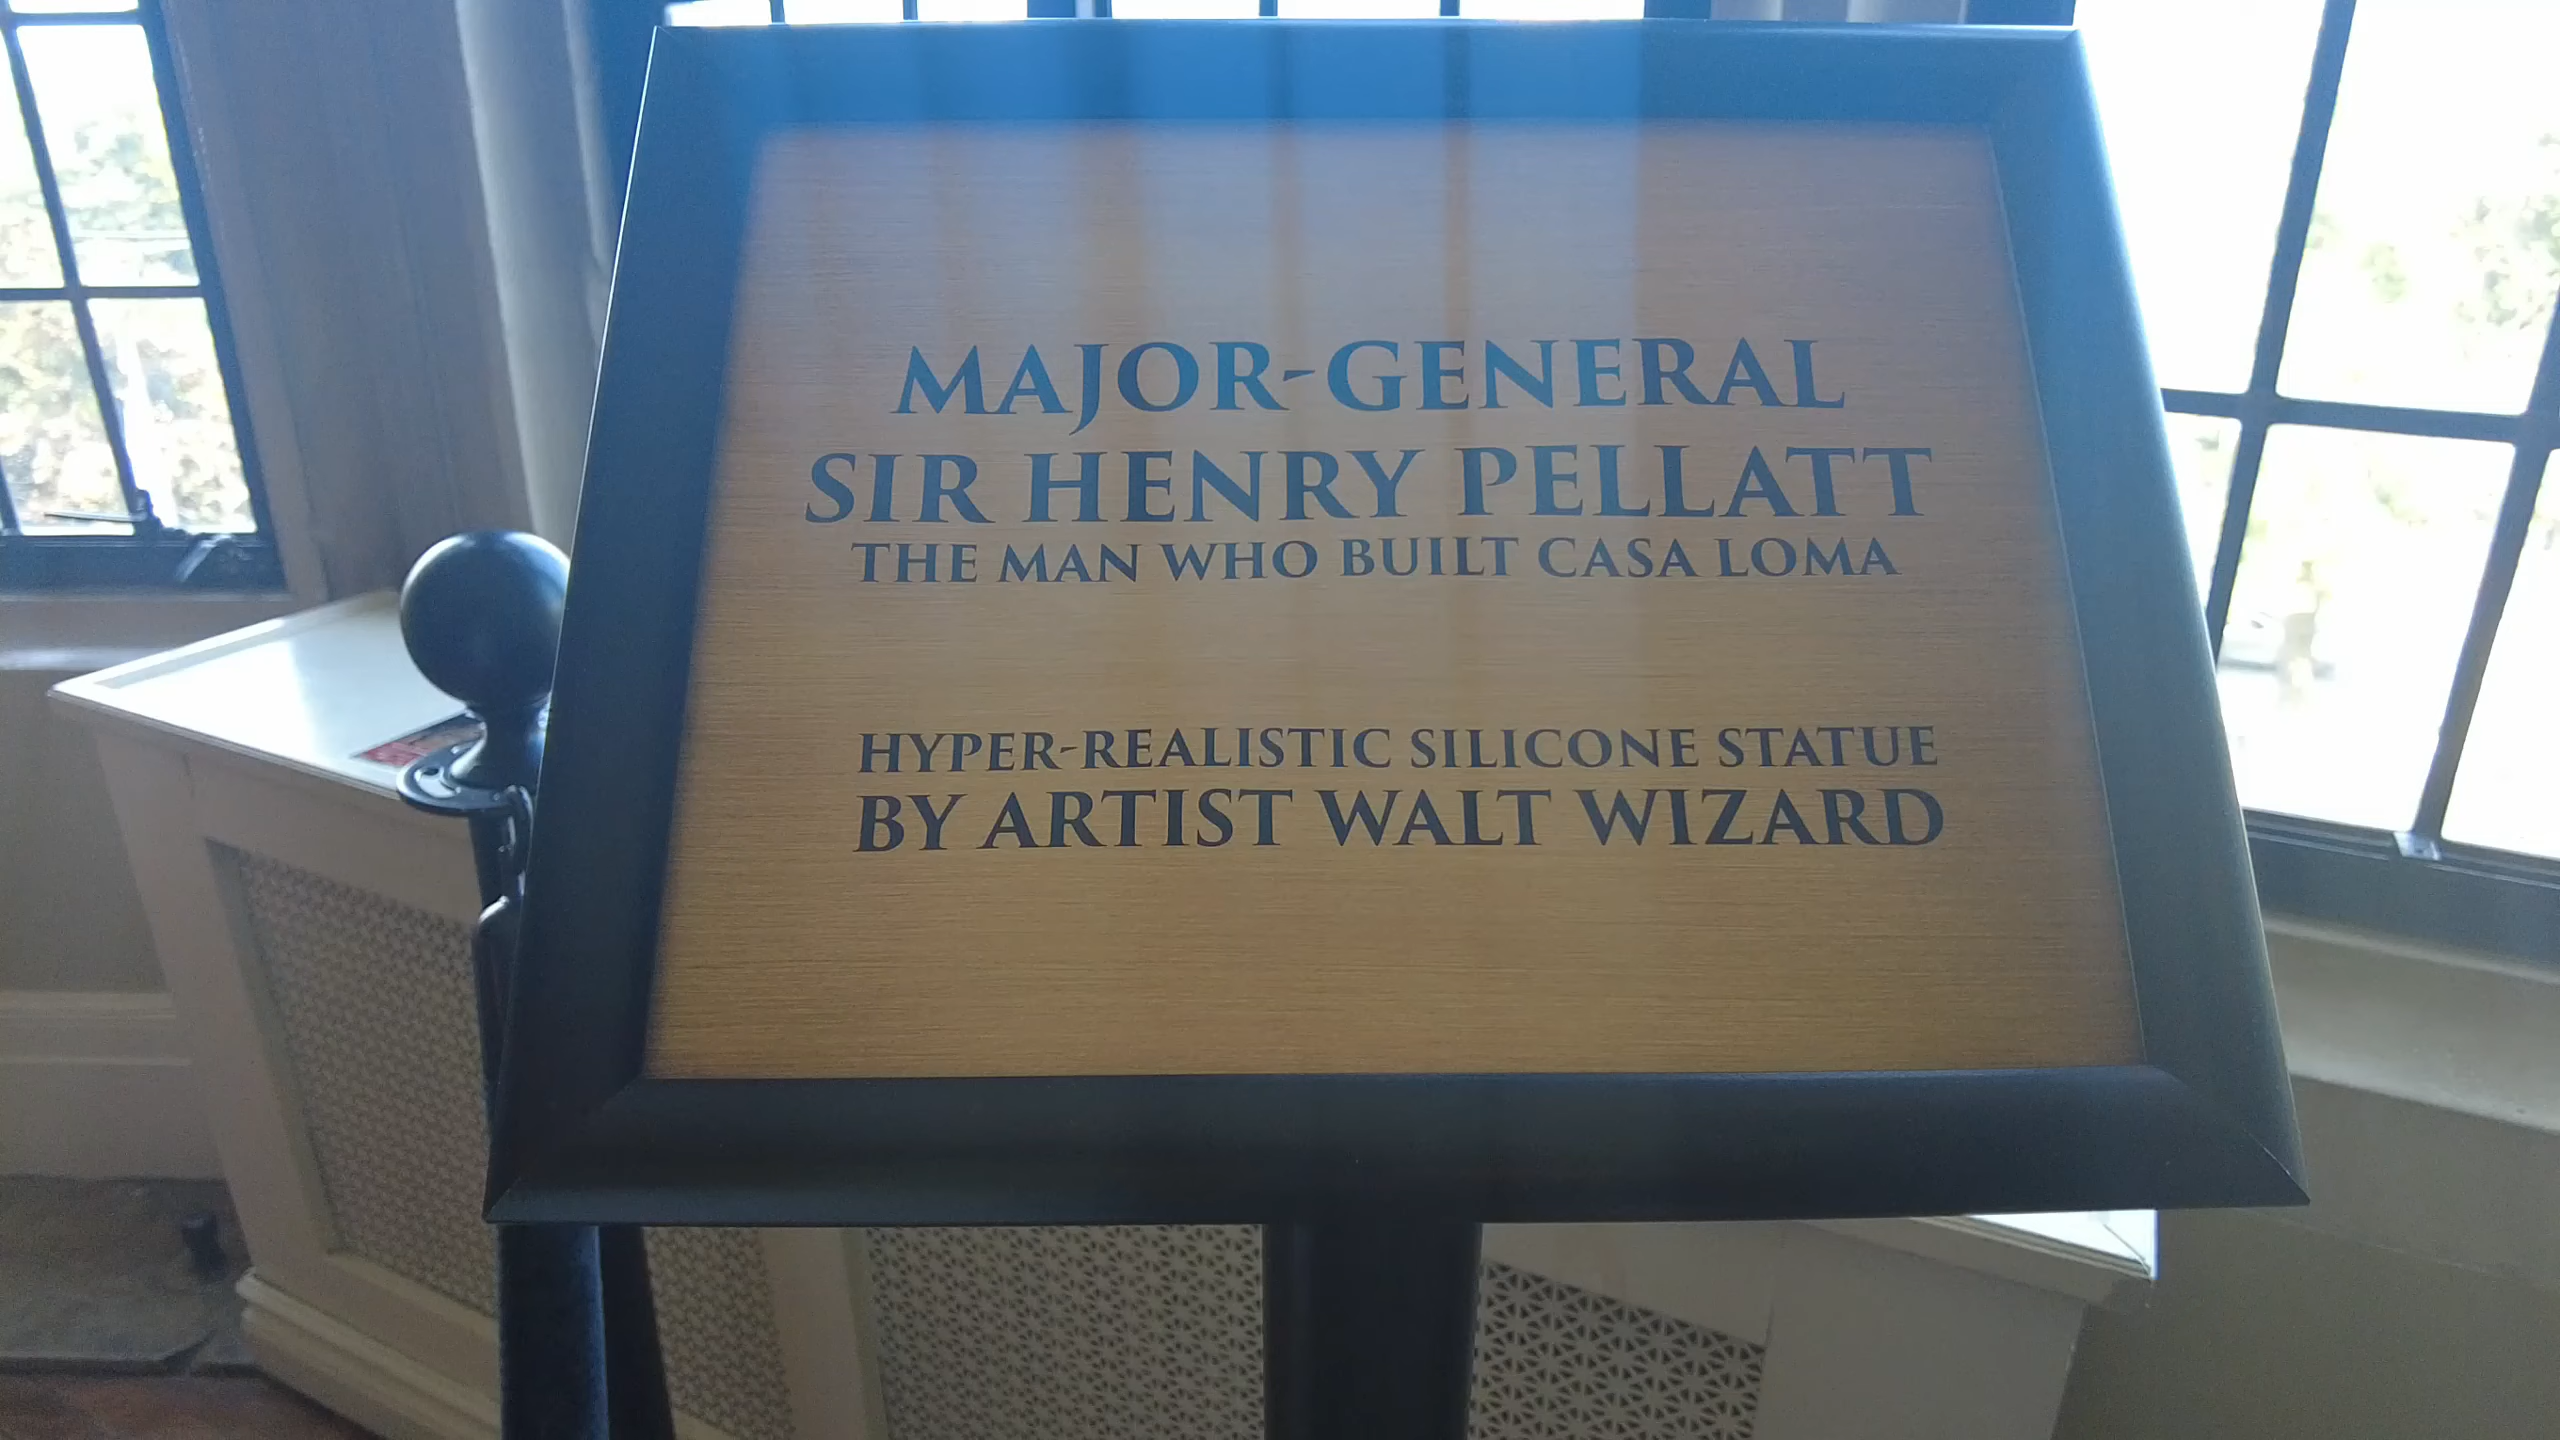 MAJOR-GENERAL
SIR HENRY PELLATT
THE MAN WHO BUILT CASA LOMA
HYPER-REALISTIC SILICONE STATUE
BY ARTIST WALT WIZARD